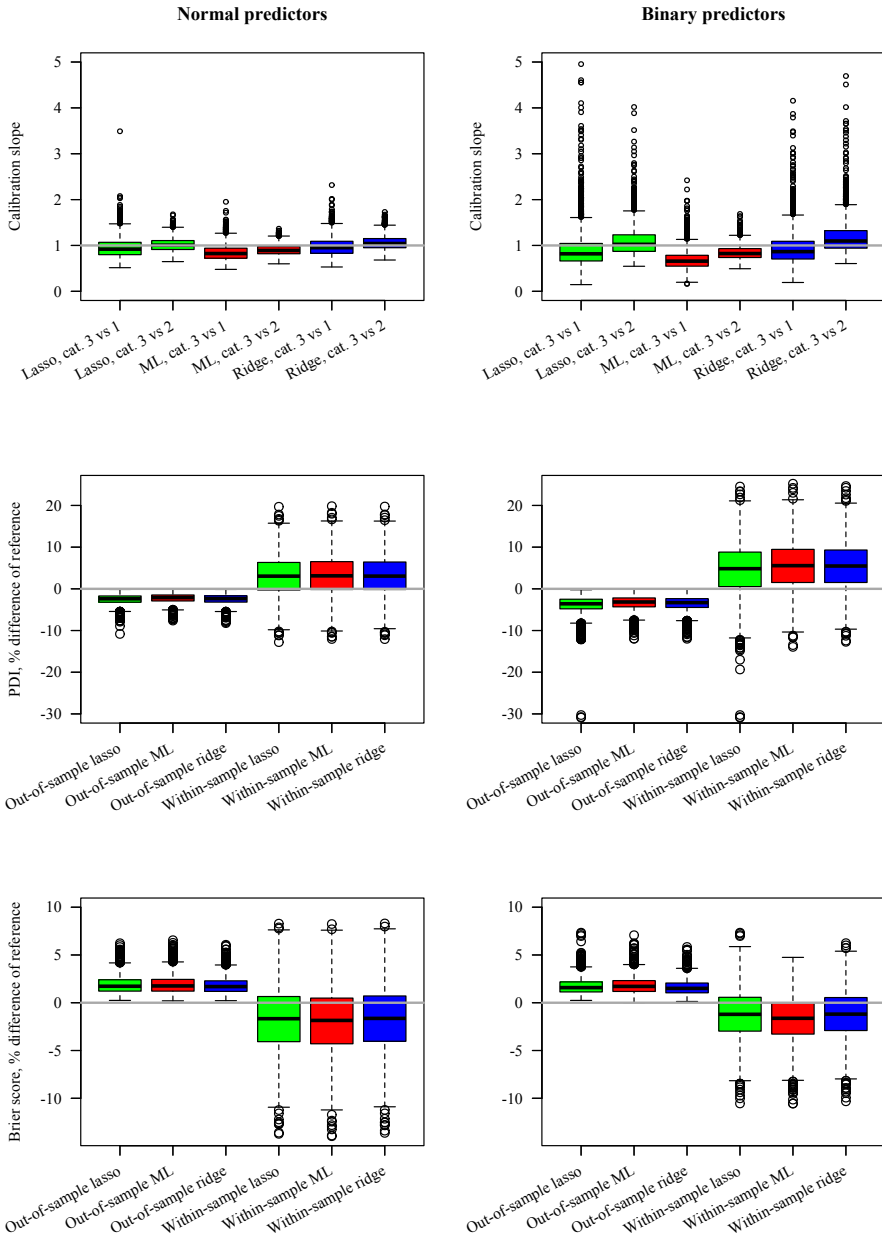 Normal predictors
Binary predictors
Calibration slope
5
4
3
2
1
0
Lasso, cat. 3 vs 1
Lasso, cat. 3 vs 2
ML, cat. 3 vs 1
ML, cat. 3 vs 2
Ridge, cat. 3 vs 1
Ridge, cat. 3 vs 2
Calibration slope
5
4
3
2
1
0
Lasso, cat. 3 vs 1
Lasso, cat. 3 vs 2
ML, cat. 3 vs 1
ML, cat. 3 vs 2
Ridge, cat. 3 vs 1
Ridge, cat. 3 vs 2
PDI, % difference of reference
20
10
0
-10
-20
-30
Out-of-sample lasso
Out-of-sample ML
Out-of-sample ridge
Within-sample lasso
Within-sample ML
Within-sample ridge
20
10
0
-10
-20
-30
Out-of-sample lasso
Out-of-sample ML
Out-of-sample ridge
Within-sample lasso
Within-sample ML
Within-sample ridge
Brier score, % difference of reference
10
5
0
-5
-10
Out-of-sample lasso
Out-of-sample ML
Out-of-sample ridge
Within-sample lasso
Within-sample ML
Within-sample ridge
10
5
0
-5
-10
Out-of-sample lasso
Out-of-sample ML
Out-of-sample ridge
Within-sample lasso
Within-sample ML
Within-sample ridge